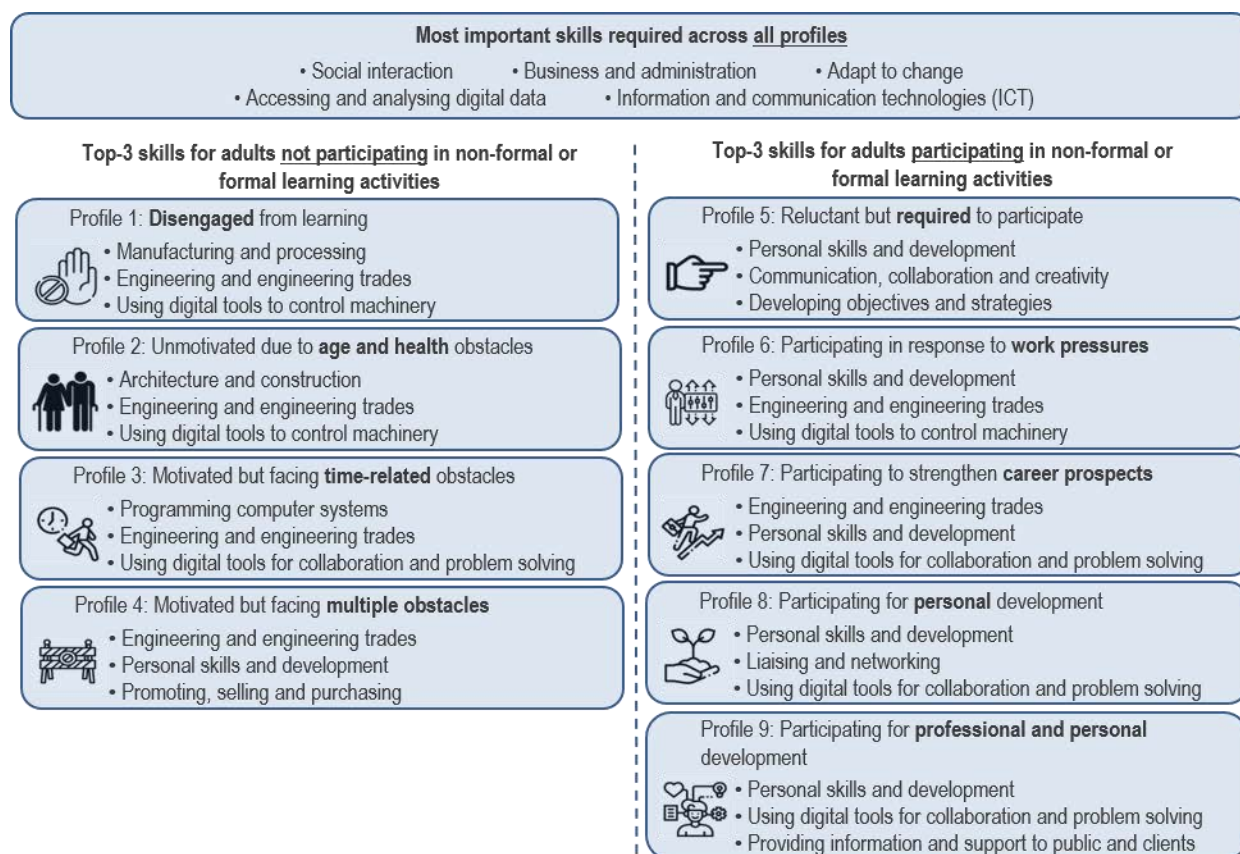 Most important skills required across all profiles
• Social interaction • Business and administration • Adapt to change
• Accessing and analysing digital data • Information and communication technologies (ICT)
Top-3 skills for adults not participating in non-formal or
formal learning activities
Profile 1: Disengaged from learning
• Manufacturing and processing
• Engineering and engineering trades
• Using digital tools to control machinery
Profile 2: Unmotivated due to age and health obstacles
• Architecture and construction
• Engineering and engineering trades
• Using digital tools to control machinery
Profile 3: Motivated but facing time-related obstacles
• Programming computer systems
• Engineering and engineering trades
• Using digital tools for collaboration and problem solving
Profile 4: Motivated but facing multiple obstacles
• Engineering and engineering trades
• Personal skills and development
• Promoting, selling and purchasing
Top-3 skills for adults participating in non-formal or
formal learning activities
Profile 5: Reluctant but required to participate
• Personal skills and development
• Communication, collaboration and creativity
• Developing objectives and strategies
Profile 6: Participating in response to work pressures
• Personal skills and development
• Engineering and engineering trades
• Using digital tools to control machinery
Profile 7: Participating to strengthen career prospects
• Engineering and engineering trades
• Personal skills and development
• Using digital tools for collaboration and problem solving
Profile 8: Participating for personal development
• Personal skills and development
• Liaising and networking
• Using digital tools for collaboration and problem solving
Profile 9: Participating for professional and personal
development
• Personal skills and development
• Using digital tools for collaboration and problem solving
• Providing information and support to public and clients